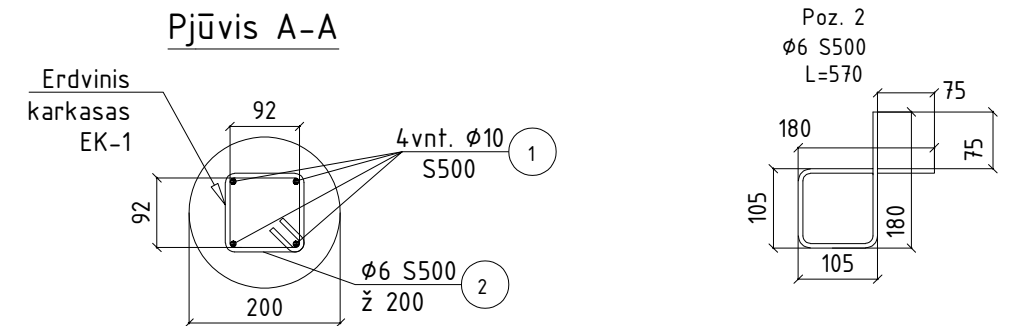 Pjūvis A-A
Erdvinis
karkasas
EK-1
92
92
4vnt. Ø10
S500
1
Ø6 S500
ž 200
2
200
Poz. 2
Ø6 S500
L=570
75
180
75
105
180
105